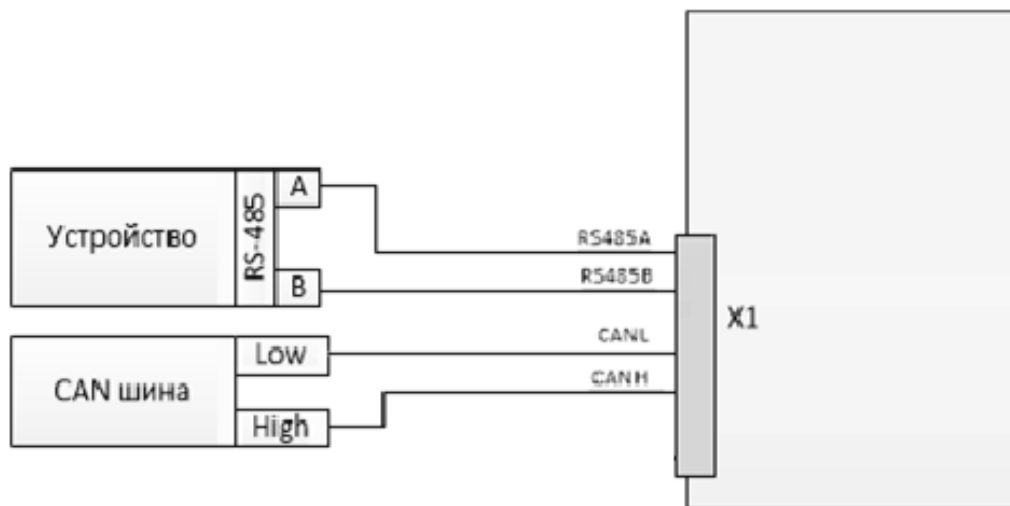 Устройство
RS-485
A
B
RS485A
RS485B
X1
CAN шина
Low
High
CANL
CANH